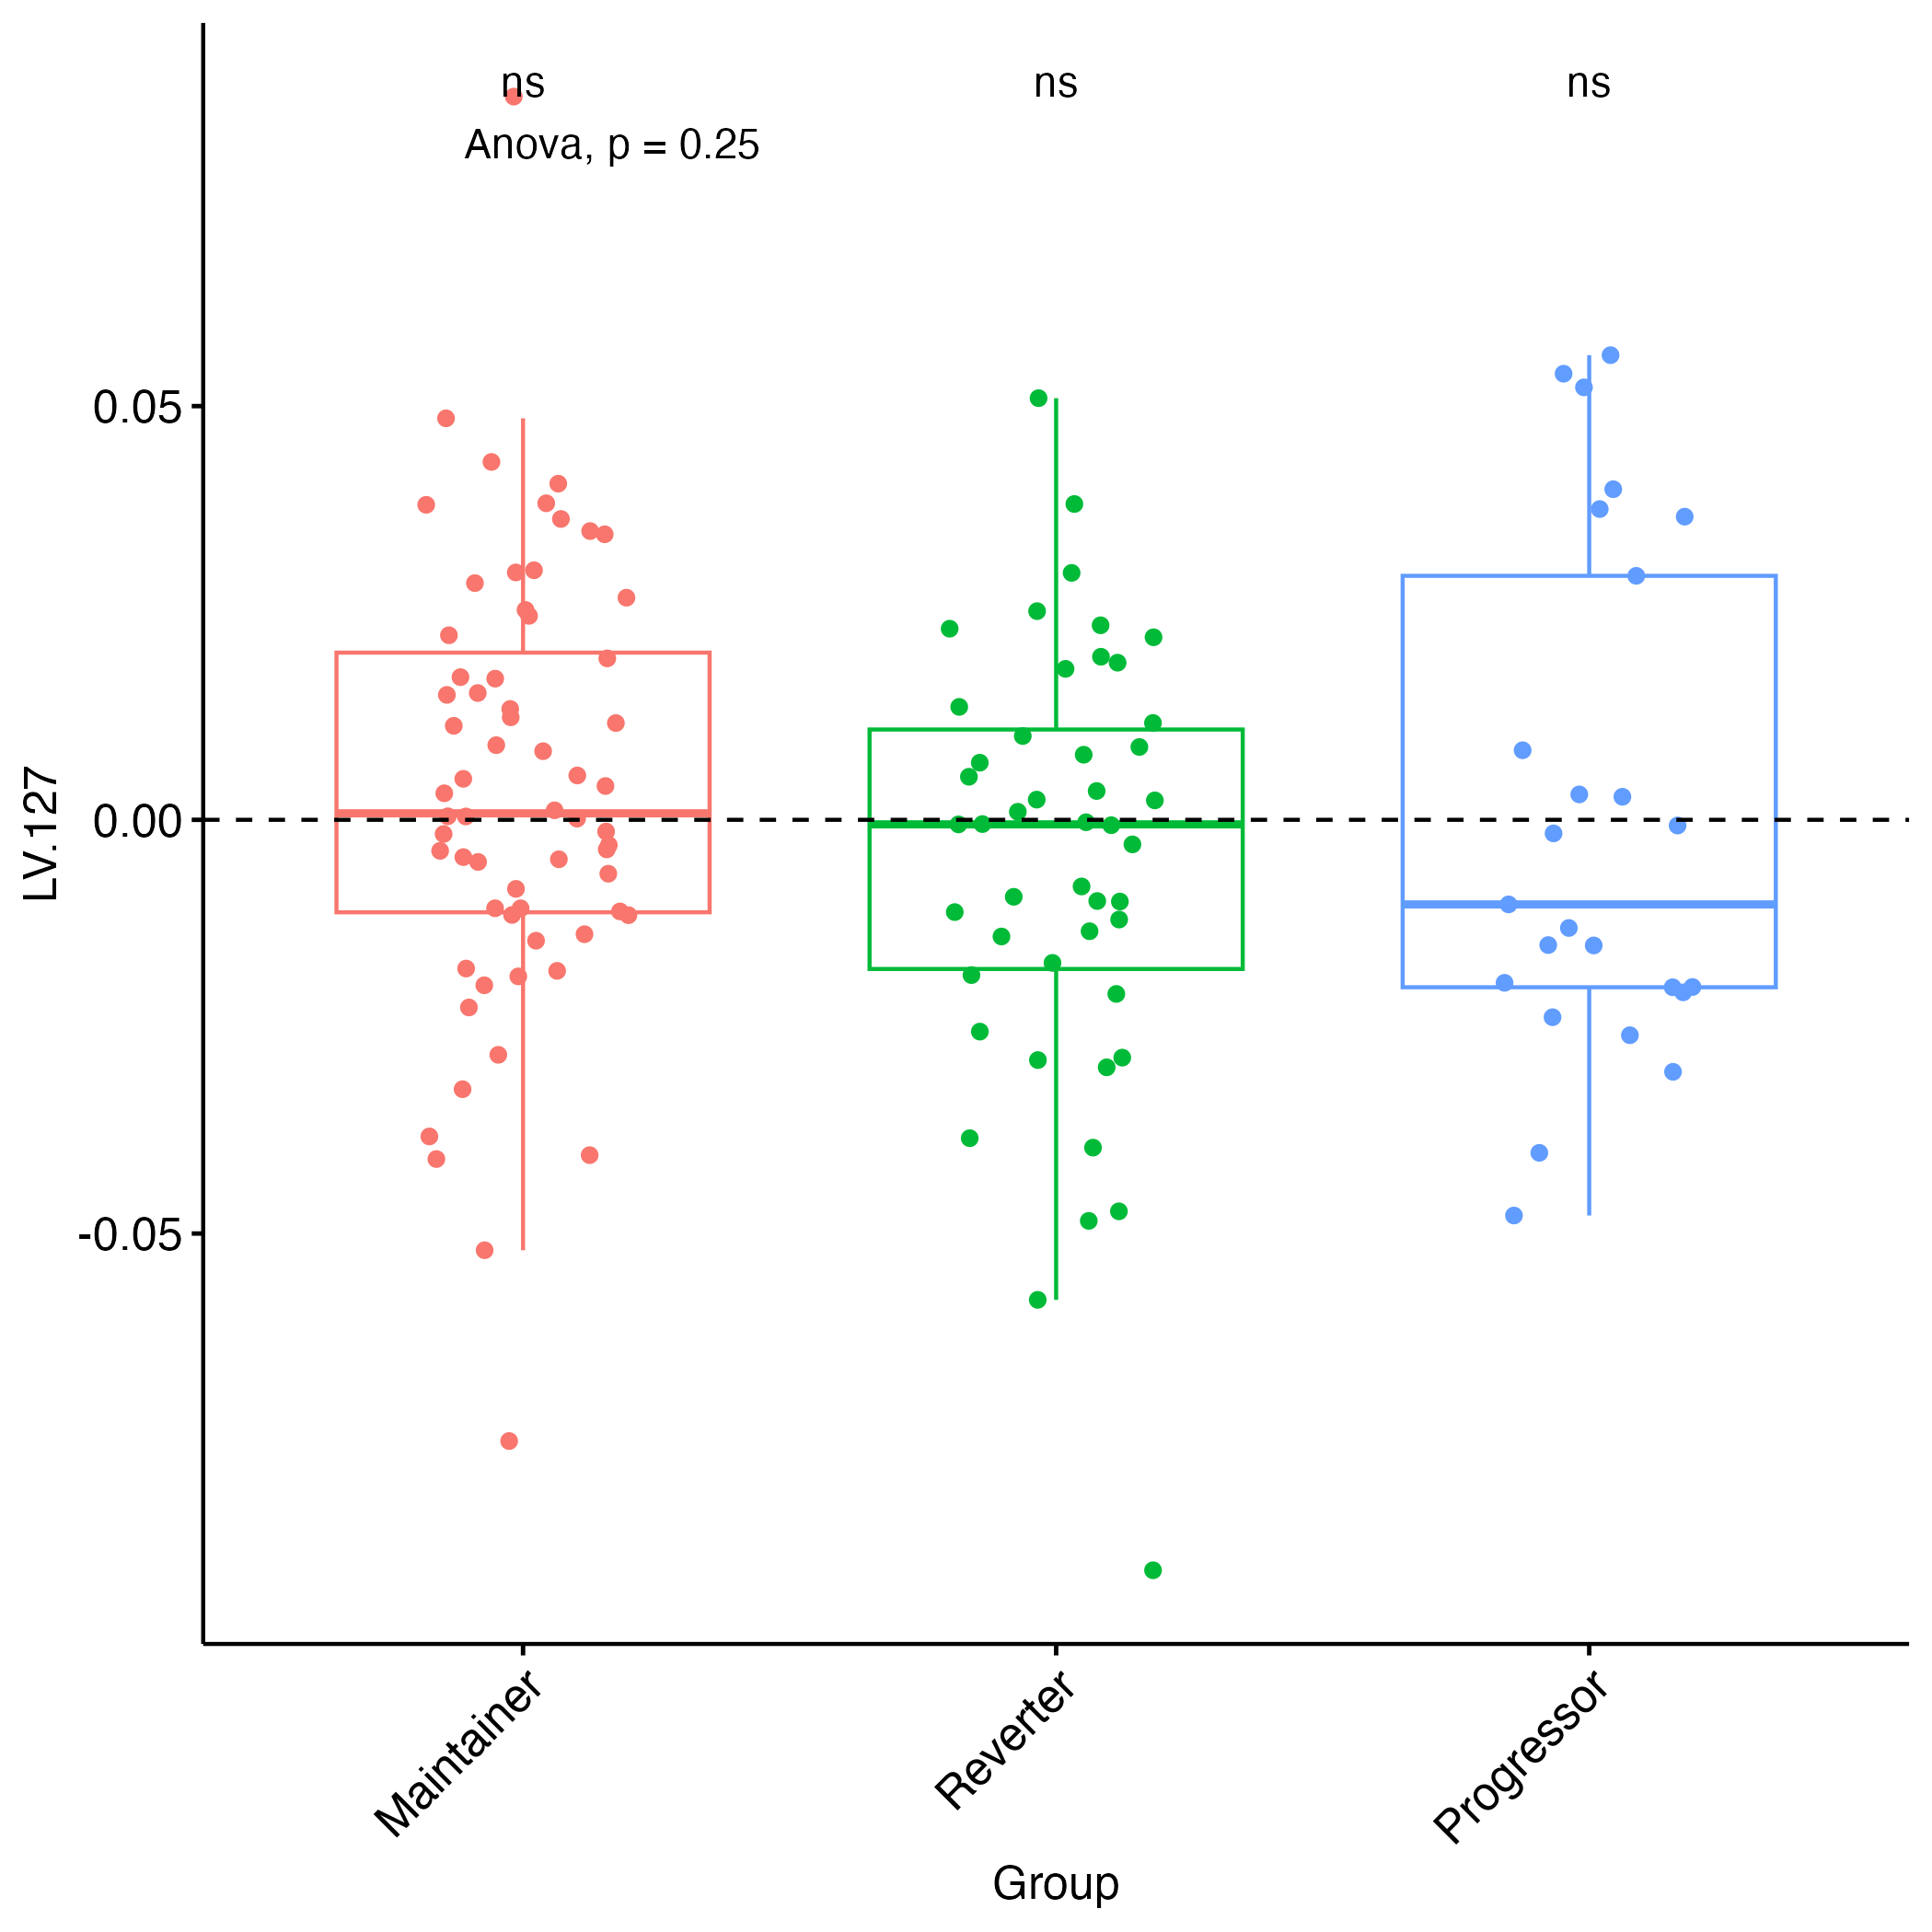 ns ns ns
Anova, p = 0.25
LV.127
0.05
0.00
-0.05
Maintainer
Reverter
Progressor
Group